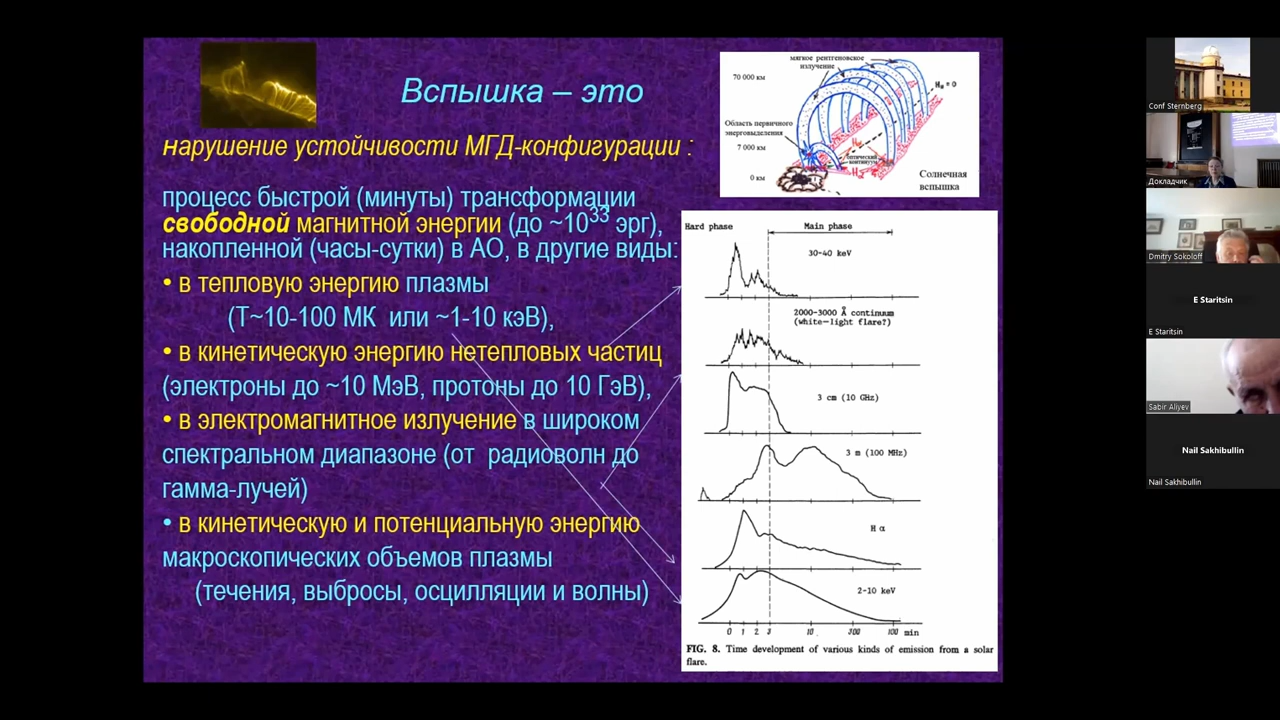 Вспышка – это
нарушение устойчивости МГД-конфигурации :
процесс быстрой (минуты) трансформации
свободной магнитной энергии (до ~10³³ эрг),
накопленной (часы-сутки) в АО, в другие виды:
• в тепловую энергию плазмы
(Т~10-100 МК или ~1-10 кэВ),
• в кинетическую энергию нетепловых частиц
(электроны до ~10 МэВ, протоны до 10 ГэВ),
• в электромагнитное излучение в широком
спектральном диапазоне (от радиоволн до
гамма-лучей)
• в кинетическую и потенциальную энергию
макроскопических объемов плазмы
(течения, выбросы, осцилляции и волны)
мягкое рентгеновское
излучение
70 000 км
Область первичного
энерговыделения
7 000 км
0 км
оптический
континуум
Солнечная
вспышка
Hard phase
Main phase
30-40 keV
2000-3000 Å continuum
(white-light flare?)
3 cm (10 GHz)
3 m (100 MHz)
H α
2-10 keV
0 1 2 3 10 300 100 min
FIG. 8. Time development of various kinds of emission from a solar
flare.
Conf Sternberg
Докладчик
Dmitry Sokoloff
E Staritsin
E Staritsin
Sabir Aliyev
Nail Sakhibullin
Nail Sakhibullin